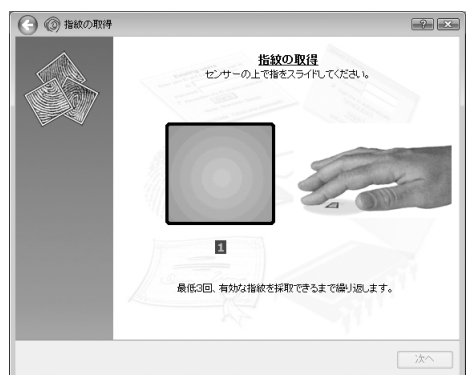 指紋の取得
指紋の取得
センサーの上で指をスライドしてください。
1
最低3回、有効な指紋を採取できるまで繰り返します。
次へ